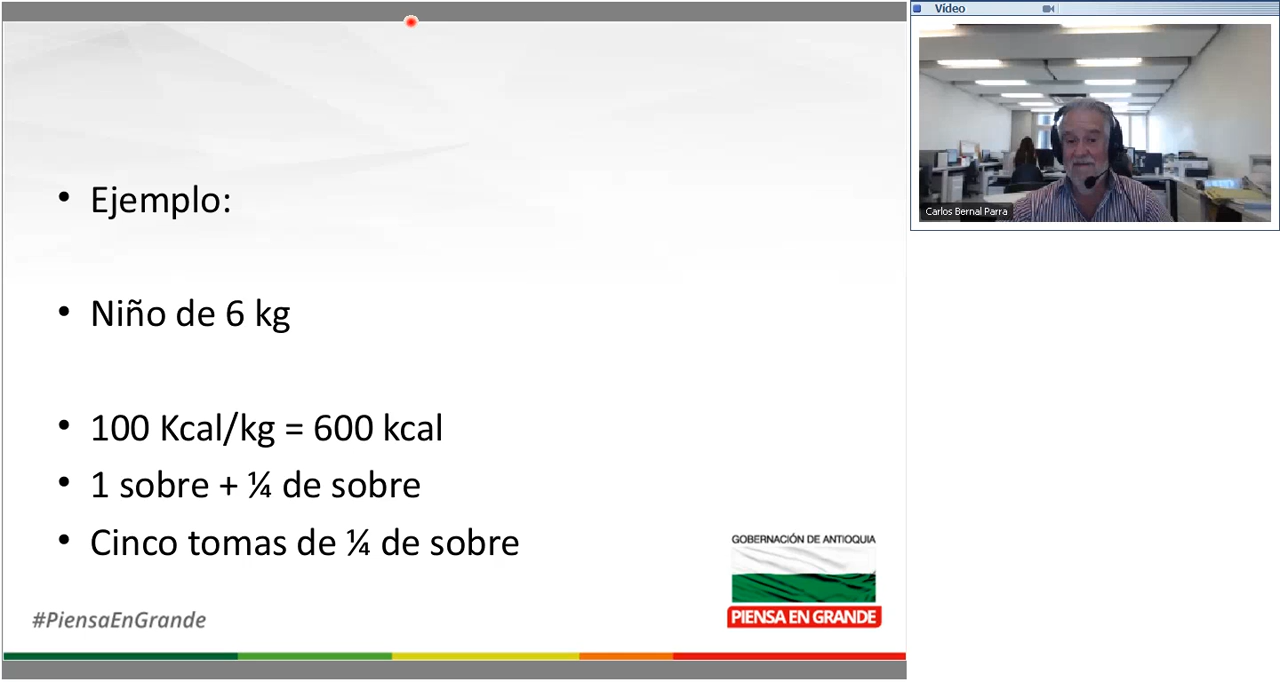 • Ejemplo:
• Niño de 6 kg
• 100 Kcal/kg = 600 kcal
• 1 sobre + ¼ de sobre
• Cinco tomas de ¼ de sobre
GOBERNACIÓN DE ANTIOQUIA
PIENSA EN GRANDE
#PiensaEnGrande
Vídeo
Carlos Bernal Parra